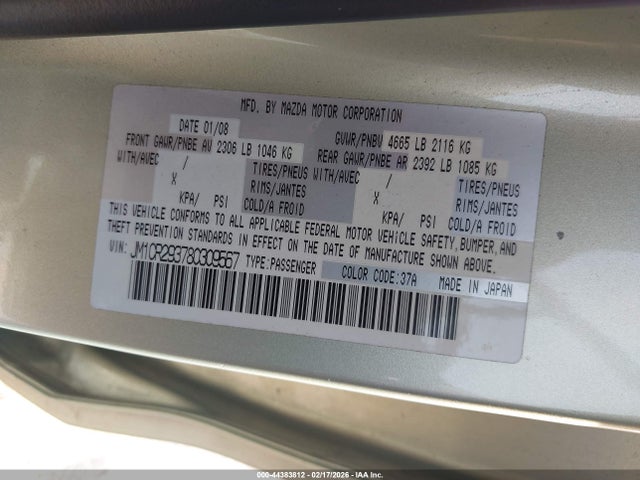 MFD. BY MAZDA MOTOR CORPORATION
DATE 01/08 GVWR/PNBV 4665 LB 2116 KG
FRONT GAWR/PNBE AV 2306 LB 1046 KG REAR GAWR/PNBE AR 2392 LB 1085 KG
WITH/AVEC / TIRES/PNEUS WITH/AVEC / TIRES/PNEUS
X RIMS/JANTES X RIMS/JANTES
KPA/ PSI COLD/A FROID KPA/ PSI COLD/A FROID
THIS VEHICLE CONFORMS TO ALL APPLICABLE FEDERAL MOTOR VEHICLE SAFETY, BUMPER, AND
THEFT PREVENTION STANDARDS IN EFFECT ON THE DATE OF MANUFACTURE SHOWN ABOVE.
JM1CR293780309567 TYPE:PASSENGER COLOR CODE:37A MADE IN JAPAN
000-44383812 - 02/17/2026 - IAA Inc.